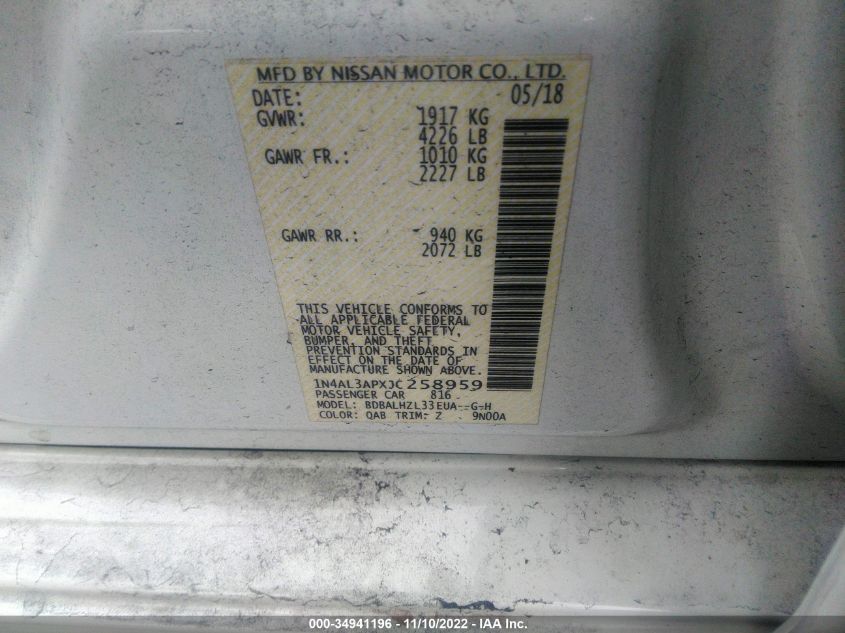 MFD BY NISSAN MOTOR CO., LTD.
DATE: 05/18
GVWR: 1917 KG
4226 LB
GAWR FR.: 1010 KG
2227 LB
GAWR RR.: 940 KG
2072 LB
THIS VEHICLE CONFORMS TO
ALL APPLICABLE FEDERAL
MOTOR VEHICLE SAFETY,
BUMPER, AND THEFT
PREVENTION STANDARDS IN
EFFECT ON THE DATE OF
MANUFACTURE SHOWN ABOVE.
1N4AL3APXJC258959
PASSENGER CAR 816
MODEL: BDBALHZL33EUA--G-H
COLOR: QAB TRIM: Z 9N00A
000-34941196 - 11/10/2022 - IAA Inc.